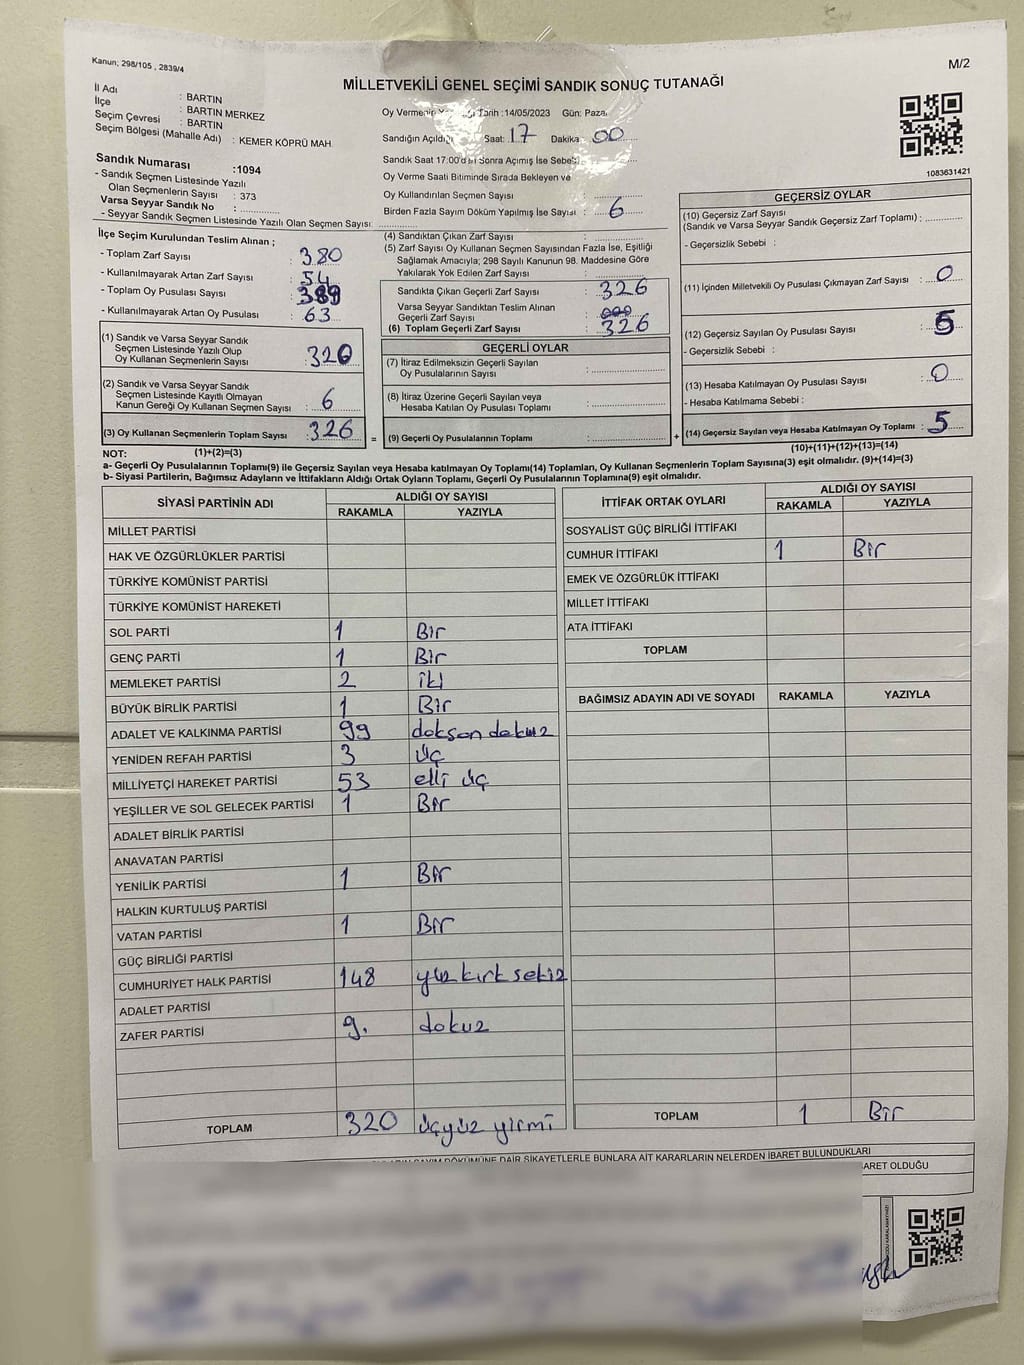 Kanun; 298/105 , 2839/4
M/2
MİLLETVEKİLİ GENEL SEÇİMİ SANDIK SONUÇ TUTANAĞI
İl Adı : BARTIN
İlçe : BARTIN MERKEZ
Seçim Çevresi : BARTIN
Seçim Bölgesi (Mahalle Adı) : KEMER KÖPRÜ MAH.
Sandık Numarası :1094
- Sandık Seçmen Listesinde Yazılı
Olan Seçmenlerin Sayısı : 373
Varsa Seyyar Sandık No :
- Seyyar Sandık Seçmen Listesinde Yazılı Olan Seçmen Sayısı:
Oy Vermenin Tarih :14/05/2023 Gün: Pazar
Sandığın Açıldığı Saat: 17 Dakika : 00
Sandık Saat 17:00'den Sonra Açımış İse Sebebi
Oy Verme Saati Bitiminde Sırada Bekleyen ve
Oy Kullandırılan Seçmen Sayısı :
Birden Fazla Sayım Döküm Yapılmış İse Sayısı : 6
1083631421
İlçe Seçim Kurulundan Teslim Alınan ;
- Toplam Zarf Sayısı : 380
- Kullanılmayarak Artan Zarf Sayısı : 54
- Toplam Oy Pusulası Sayısı : 389
- Kullanılmayarak Artan Oy Pusulası : 63
(1) Sandık ve Varsa Seyyar Sandık
Seçmen Listesinde Yazılı Olup
Oy Kullanan Seçmenlerin Sayısı : 320
(2) Sandık ve Varsa Seyyar Sandık
Seçmen Listesinde Kayıtlı Olmayan
Kanun Gereği Oy Kullanan Seçmen Sayısı : 6
(3) Oy Kullanan Seçmenlerin Toplam Sayısı : 326
(4) Sandıktan Çıkan Zarf Sayısı :
(5) Zarf Sayısı Oy Kullanan Seçmen Sayısından Fazla İse, Eşitliği
Sağlamak Amacıyla; 298 Sayılı Kanunun 98. Maddesine Göre
Yakılarak Yok Edilen Zarf Sayısı :
Sandıkta Çıkan Geçerli Zarf Sayısı : 326
Varsa Seyyar Sandıktan Teslim Alınan
Geçerli Zarf Sayısı :
(6) Toplam Geçerli Zarf Sayısı : 326
GEÇERLİ OYLAR
(7) İtiraz Edilmeksizin Geçerli Sayılan
Oy Pusulalarının Sayısı :
(8) İtiraz Üzerine Geçerli Sayılan veya
Hesaba Katılan Oy Pusulası Toplamı :
= (9) Geçerli Oy Pusulalarının Toplamı :
GEÇERSİZ OYLAR
(10) Geçersiz Zarf Sayısı
(Sandık ve Varsa Seyyar Sandık Geçersiz Zarf Toplamı) :
- Geçersizlik Sebebi :
(11) İçinden Milletvekili Oy Pusulası Çıkmayan Zarf Sayısı : 0
(12) Geçersiz Sayılan Oy Pusulası Sayısı : 5
- Geçersizlik Sebebi :
(13) Hesaba Katılmayan Oy Pusulası Sayısı : 0
- Hesaba Katılmama Sebebi :
+ (14) Geçersiz Sayılan veya Hesaba Katılmayan Oy Toplamı : 5
NOT: (1)+(2)=(3)
(10)+(11)+(12)+(13)=(14)
a- Geçerli Oy Pusulalarının Toplamı(9) ile Geçersiz Sayılan veya Hesaba katılmayan Oy Toplamı(14) Toplamları, Oy Kullanan Seçmenlerin Toplam Sayısına(3) eşit olmalıdır. (9)+(14)=(3)
b- Siyasi Partilerin, Bağımsız Adayların ve İttifakların Aldığı Ortak Oyların Toplamı, Geçerli Oy Pusulalarının Toplamına(9) eşit olmalıdır.
SİYASİ PARTİNİN ADI ALDIĞI OY SAYISI
RAKAMLA YAZIYLA
MİLLET PARTİSİ
HAK VE ÖZGÜRLÜKLER PARTİSİ
TÜRKİYE KOMÜNİST PARTİSİ
TÜRKİYE KOMÜNİST HAREKETİ
SOL PARTİ 1 Bir
GENÇ PARTİ 1 Bir
MEMLEKET PARTİSİ 2 iki
BÜYÜK BİRLİK PARTİSİ 1 Bir
ADALET VE KALKINMA PARTİSİ 99 doksan dokuz
YENİDEN REFAH PARTİSİ 3 üç
MİLLİYETÇİ HAREKET PARTİSİ 53 elli üç
YEŞİLLER VE SOL GELECEK PARTİSİ 1 Bir
ADALET BİRLİK PARTİSİ
ANAVATAN PARTİSİ
YENİLİK PARTİSİ 1 Bir
HALKIN KURTULUŞ PARTİSİ
VATAN PARTİSİ 1 Bir
GÜÇ BİRLİĞİ PARTİSİ
CUMHURİYET HALK PARTİSİ 148 yüz kırk sekiz
ADALET PARTİSİ
ZAFER PARTİSİ 9. dokuz
TOPLAM 320 üçyüz yirmi
İTTİFAK ORTAK OYLARI ALDIĞI OY SAYISI
RAKAMLA YAZIYLA
SOSYALİST GÜÇ BİRLİĞİ İTTİFAKI
CUMHUR İTTİFAKI 1 Bir
EMEK VE ÖZGÜRLÜK İTTİFAKI
MİLLET İTTİFAKI
ATA İTTİFAKI
TOPLAM
BAĞIMSIZ ADAYIN ADI VE SOYADI RAKAMLA YAZIYLA
TOPLAM 1 Bir
SAYIM DÖKÜMÜNE DAİR ŞİKAYETLERLE BUNLARA AİT KARARLARIN NELERDEN İBARET BULUNDUKLARI
BARET OLDUĞU